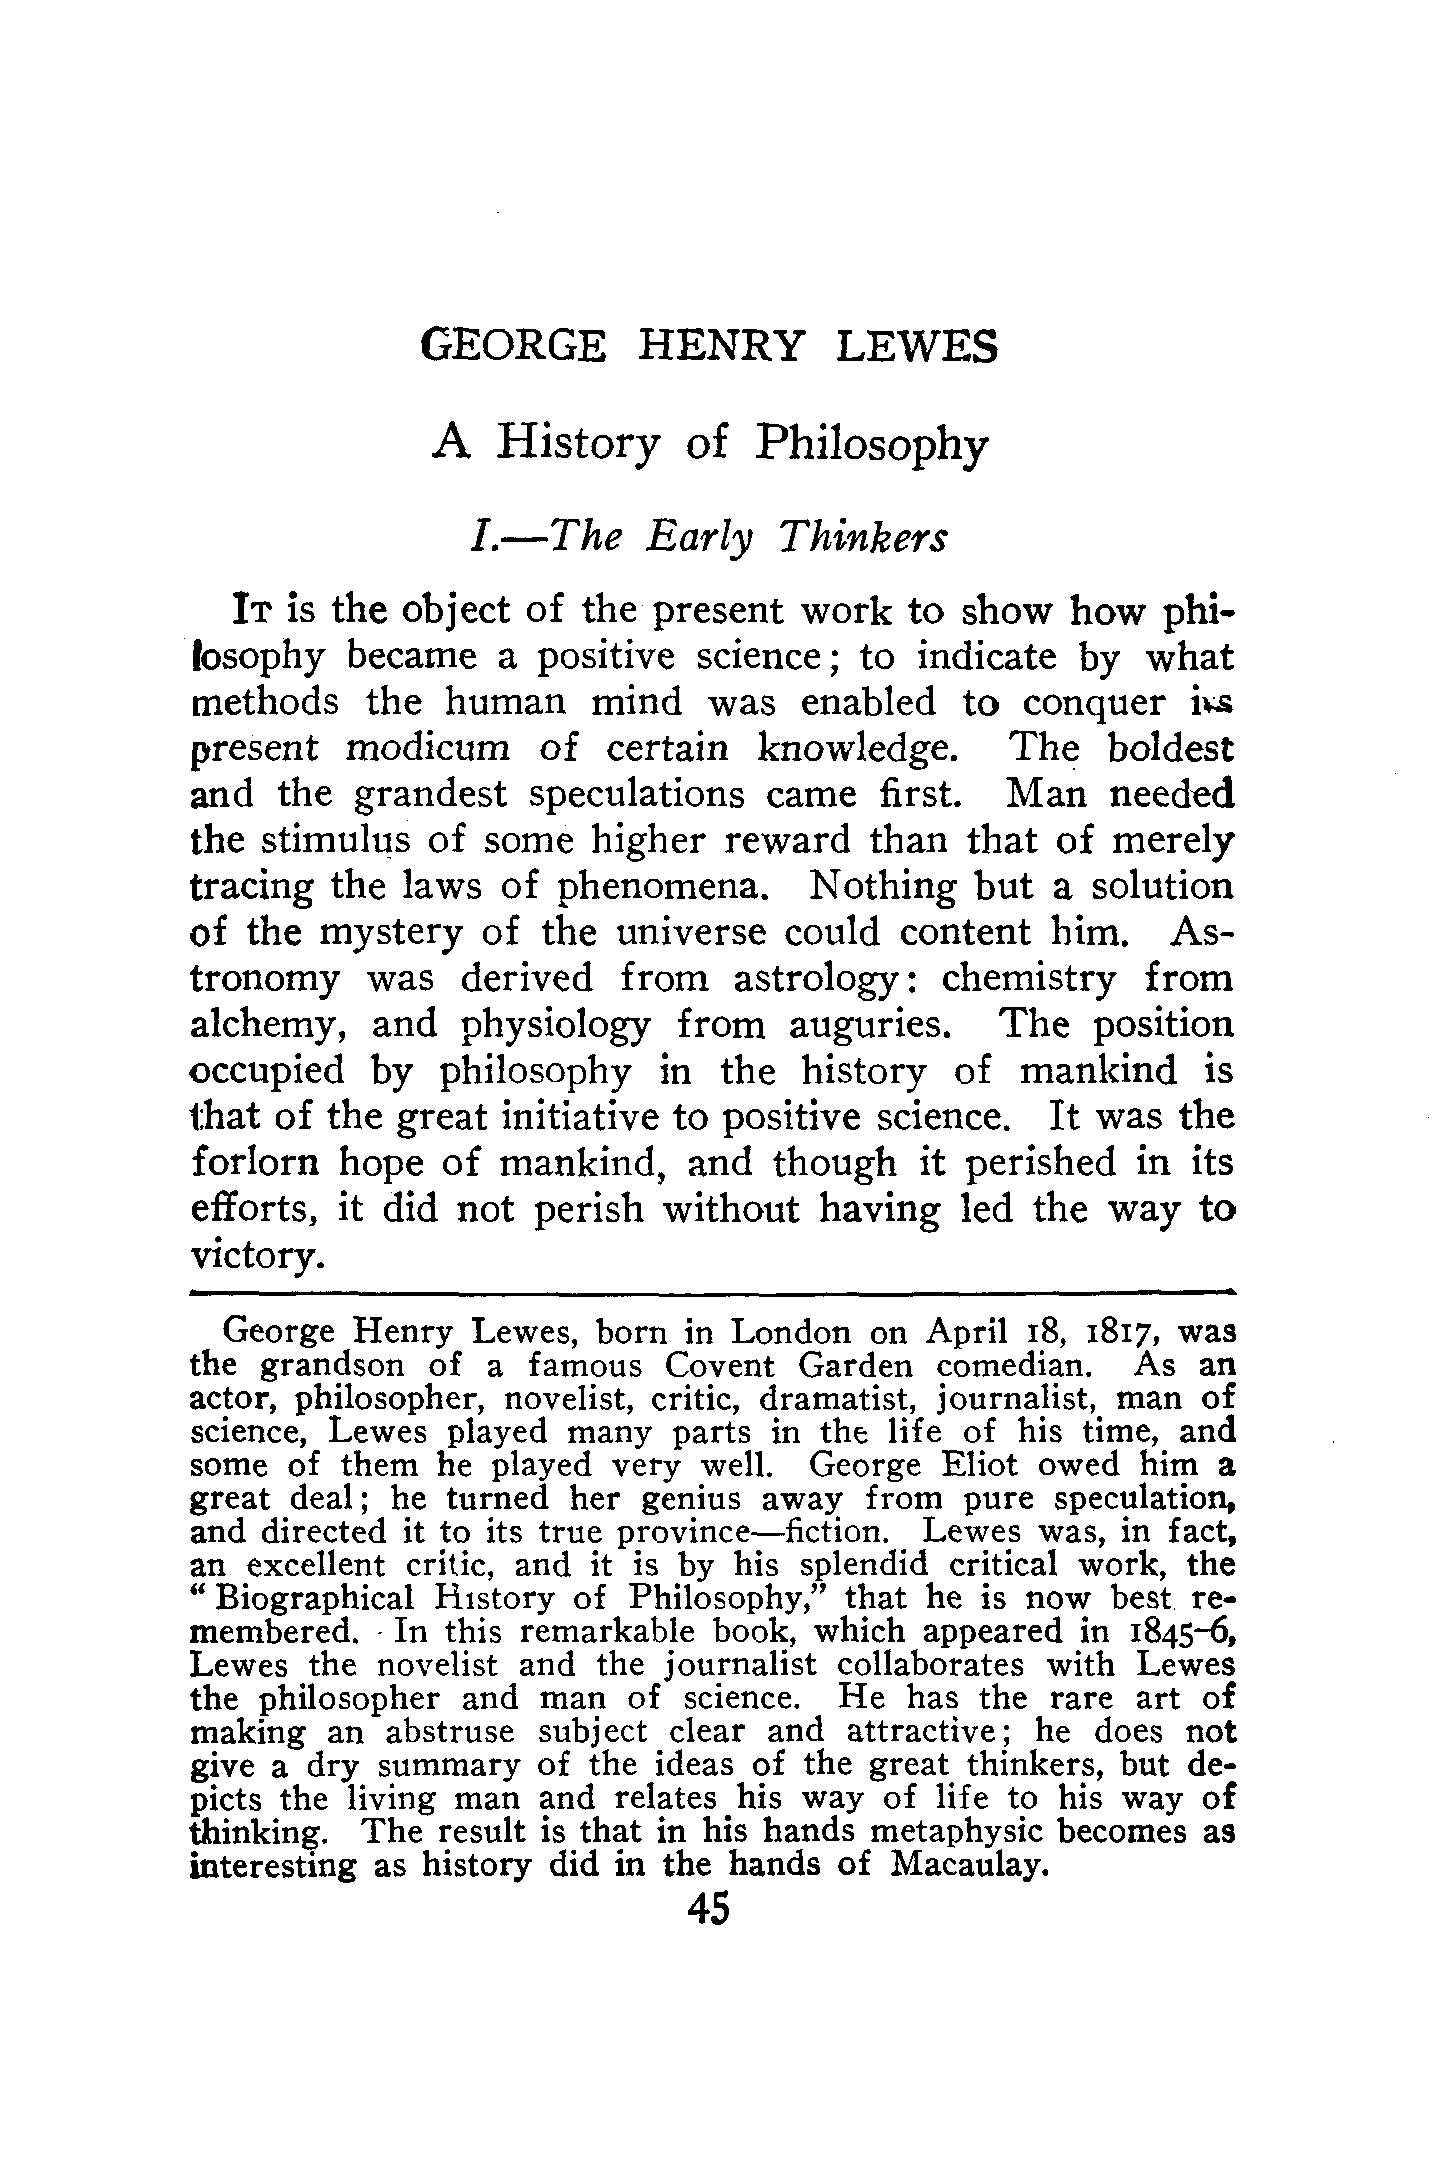 GEORGE HENRY LEWES
A History of Philosophy
I.—The Early Thinkers
IT is the object of the present work to show how phi-
losophy became a positive science; to indicate by what
methods the human mind was enabled to conquer its
present modicum of certain knowledge. The boldest
and the grandest speculations came first. Man needed
the stimulus of some higher reward than that of merely
tracing the laws of phenomena. Nothing but a solution
of the mystery of the universe could content him. As-
tronomy was derived from astrology: chemistry from
alchemy, and physiology from auguries. The position
occupied by philosophy in the history of mankind is
that of the great initiative to positive science. It was the
forlorn hope of mankind, and though it perished in its
efforts, it did not perish without having led the way to
victory.
George Henry Lewes, born in London on April 18, 1817, was
the grandson of a famous Covent Garden comedian. As an
actor, philosopher, novelist, critic, dramatist, journalist, man of
science, Lewes played many parts in the life of his time, and
some of them he played very well. George Eliot owed him a
great deal; he turned her genius away from pure speculation,
and directed it to its true province—fiction. Lewes was, in fact,
an excellent critic, and it is by his splendid critical work, the
“Biographical History of Philosophy,” that he is now best re-
membered. In this remarkable book, which appeared in 1845–6,
Lewes the novelist and the journalist collaborates with Lewes
the philosopher and man of science. He has the rare art of
making an abstruse subject clear and attractive; he does not
give a dry summary of the ideas of the great thinkers, but de-
picts the living man and relates his way of life to his way of
thinking. The result is that in his hands metaphysic becomes as
interesting as history did in the hands of Macaulay.
45